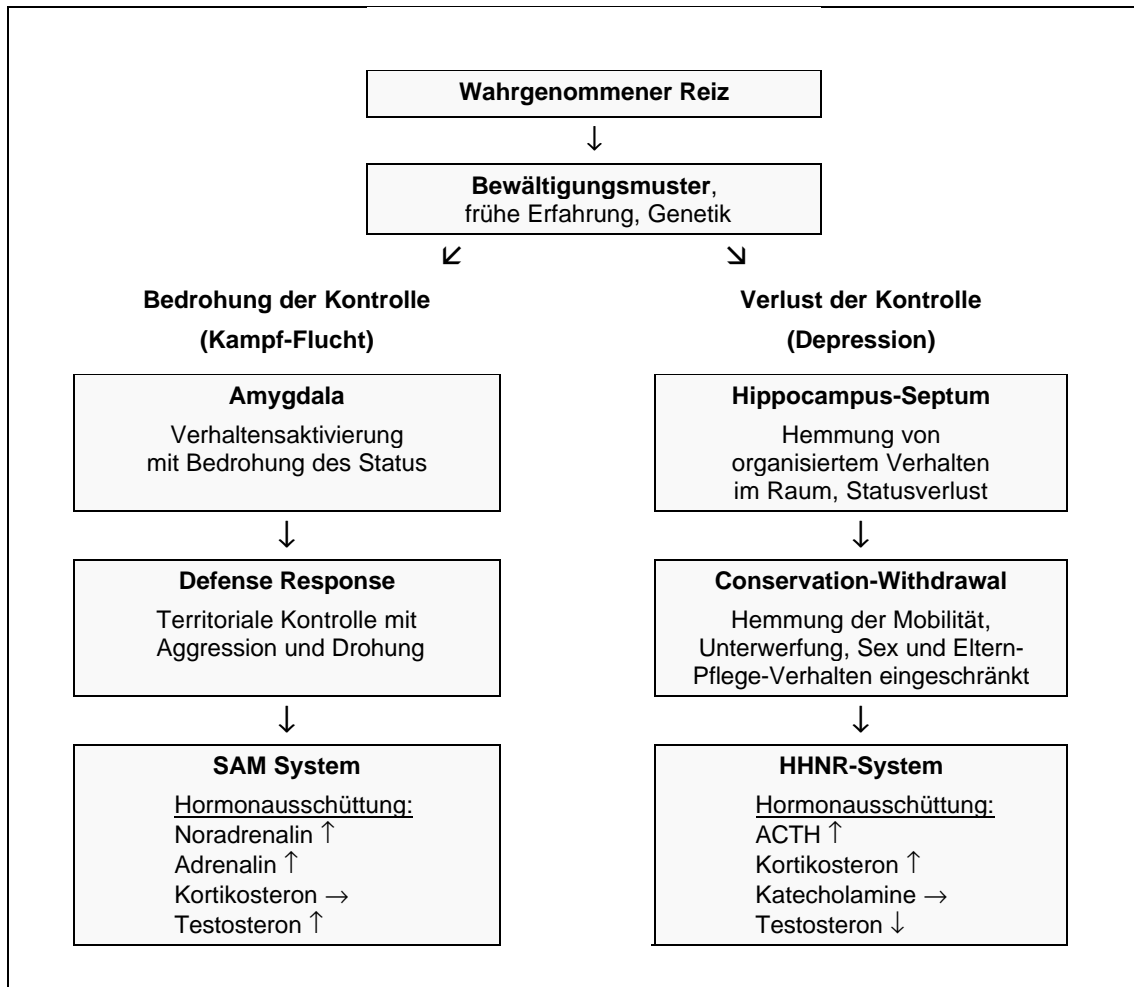 Wahrgenommener Reiz
↓
Bewältigungsmuster,
frühe Erfahrung, Genetik
↙ ↘
Bedrohung der Kontrolle
(Kampf-Flucht)
Amygdala
Verhaltensaktivierung
mit Bedrohung des Status
↓
Defense Response
Territoriale Kontrolle mit
Aggression und Drohung
↓
SAM System
Hormonausschüttung:
Noradrenalin ↑
Adrenalin ↑
Kortikosteron →
Testosteron ↑
Verlust der Kontrolle
(Depression)
Hippocampus-Septum
Hemmung von
organisiertem Verhalten
im Raum, Statusverlust
↓
Conservation-Withdrawal
Hemmung der Mobilität,
Unterwerfung, Sex und Eltern-
Pflege-Verhalten eingeschränkt
↓
HHNR-System
Hormonausschüttung:
ACTH ↑
Kortikosteron ↑
Katecholamine →
Testosteron ↓